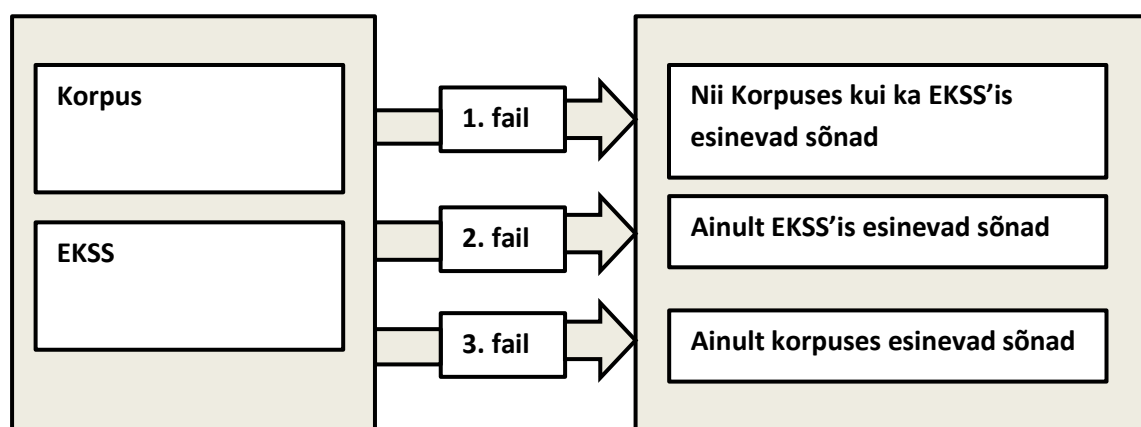 Korpus
EKSS
1. fail
2. fail
3. fail
Nii Korpuses kui ka EKSS’is
esinevad sõnad
Ainult EKSS’is esinevad sõnad
Ainult korpuses esinevad sõnad